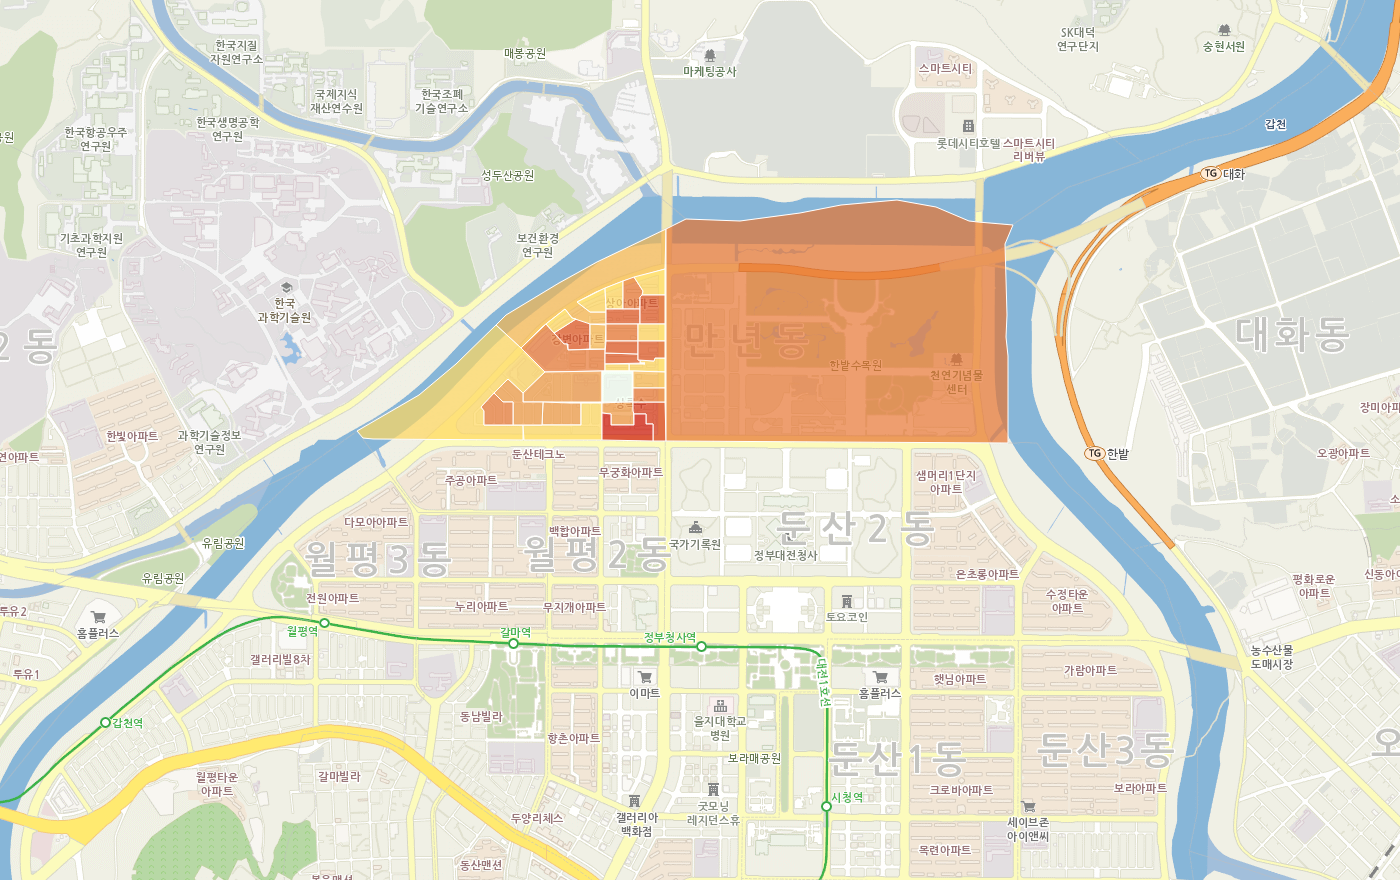 SK대덕
연구단지
숭현서원
한국지질
자원연구소
매봉공원
마케팅공사
스마트시티
국제지식
재산연수원
한국조폐
기술연구소
갑천
한국생명공학
연구원
한국항공우주
연구원
공원
롯데시티호텔
스마트시티
리버뷰
성두산공원
TG 대화
기초과학지원
연구원
보건환경
연구원
한국
과학기술원
상아아파트
만년동
대화동
2동
강변아파트
한밭수목원
천연기념물
센터
한빛아파트
과학기술정보
연구원
연아파트
장미아파
둔산테크노
무궁화아파트
주공아파트
샘머리1단지
아파트
TG 한밭
오광아파트
다모아아파트
백합아파트
국가기록원
둔산2동
정부대전청사
월평3동
월평2동
유림공원
유림공원
은초롱아파트
평화로운
아파트
신동아아
전원아파트
누리아파트
무지개아파트
토요코인
수정타운
아파트
투유2
홈플러스
월평역
갈마역
정부청사역
갤러리빌8차
대전1호선
농수산물
도매시장
투유1
이마트
홈플러스
햇님아파트
가람아파트
갑천역
동남빌라
을지대학교
병원
향촌아파트
보라매공원
둔산1동
둔산3동
오
월평타운
아파트
갈마빌라
크로바아파트
보라아파트
시청역
두양리체스
갤러리아
백화점
굿모닝
레지던스휴
세이브존
아이앤씨
동산맨션
목련아파트